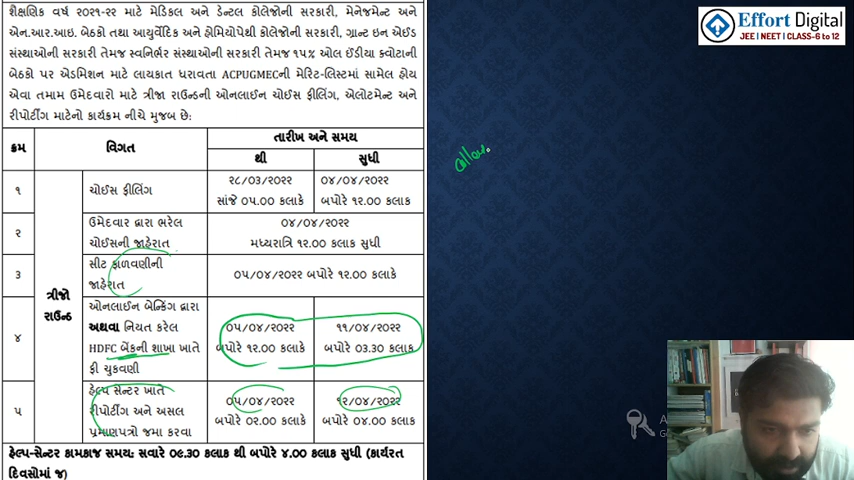 શૈક્ષણિક વર્ષ ૨૦૨૧-૨૨ માટે મેડિકલ અને ડેન્ટલ કોલેજોની સરકારી, મેનેજમેન્ટ અને
એન.આર.આઇ. બેઠકો તથા આયુર્વેદિક અને હોમિયોપેથી કોલેજોની સરકારી, ગ્રાન્ટ ઇન એઈડ
સંસ્થાઓની સરકારી તેમજ સ્વનિર્ભર સંસ્થાઓની સરકારી તેમજ ૧૫% ઓલ ઈંડીયા ક્વોટાની
બેઠકો પર એડમિશન માટે લાયકાત ધરાવતા ACPUGMECની મેરિટ-લિસ્ટમાં સામેલ હોય
એવા તમામ ઉમેદવારો માટે ત્રીજા રાઉન્ડની ઓનલાઈન ચોઈસ ફીલિંગ, એલોટમેન્ટ અને
રીપોર્ટીંગ માટેનો કાર્યક્રમ નીચે મુજબ છે:
ક્રમ વિગત તારીખ અને સમય
થી સુધી
૧ ચોઈસ ફીલિંગ ૨૮/૦૩/૨૦૨૨ ૦૪/૦૪/૨૦૨૨
સાંજે ૦૫.૦૦ કલાકે બપોરે ૧૨.૦૦ કલાક
૨ ઉમેદવાર દ્વારા ભરેલ ૦૪/૦૪/૨૦૨૨
ચોઈસની જાહેરાત મધ્યરાત્રિ ૧૨.૦૦ કલાક સુધી
૩ સીટ ફાળવણીની ૦૫/૦૪/૨૦૨૨ બપોરે ૧૨.૦૦ કલાકે
જાહેરાત
ત્રીજો
રાઉન્ડ
ઓનલાઈન બેન્કિંગ દ્વારા
૪ અથવા નિયત કરેલ ૦૫/૦૪/૨૦૨૨ ૧૧/૦૪/૨૦૨૨
HDFC બેંકની શાખા ખાતે બપોરે ૧૨.૦૦ કલાકે બપોરે ૦૩.૩૦ કલાક
ફી ચુકવણી
૫ હેલ્પ સેન્ટર ખાતે
રીપોર્ટીંગ અને અસલ ૦૫/૦૪/૨૦૨૨ ૧૨/૦૪/૨૦૨૨
પ્રમાણપત્રો જમા કરવા બપોરે ૦૨.૦૦ કલાકે બપોરે ૦૪.૦૦ કલાક
હેલ્પ-સેન્ટર કામકાજ સમય: સવારે ૦૯.૩૦ કલાક થી બપોરે ૪.૦૦ કલાક સુધી (કાર્યરત
દિવસોમાં જ)
Effort Digital
JEE | NEET | CLASS-6 to 12